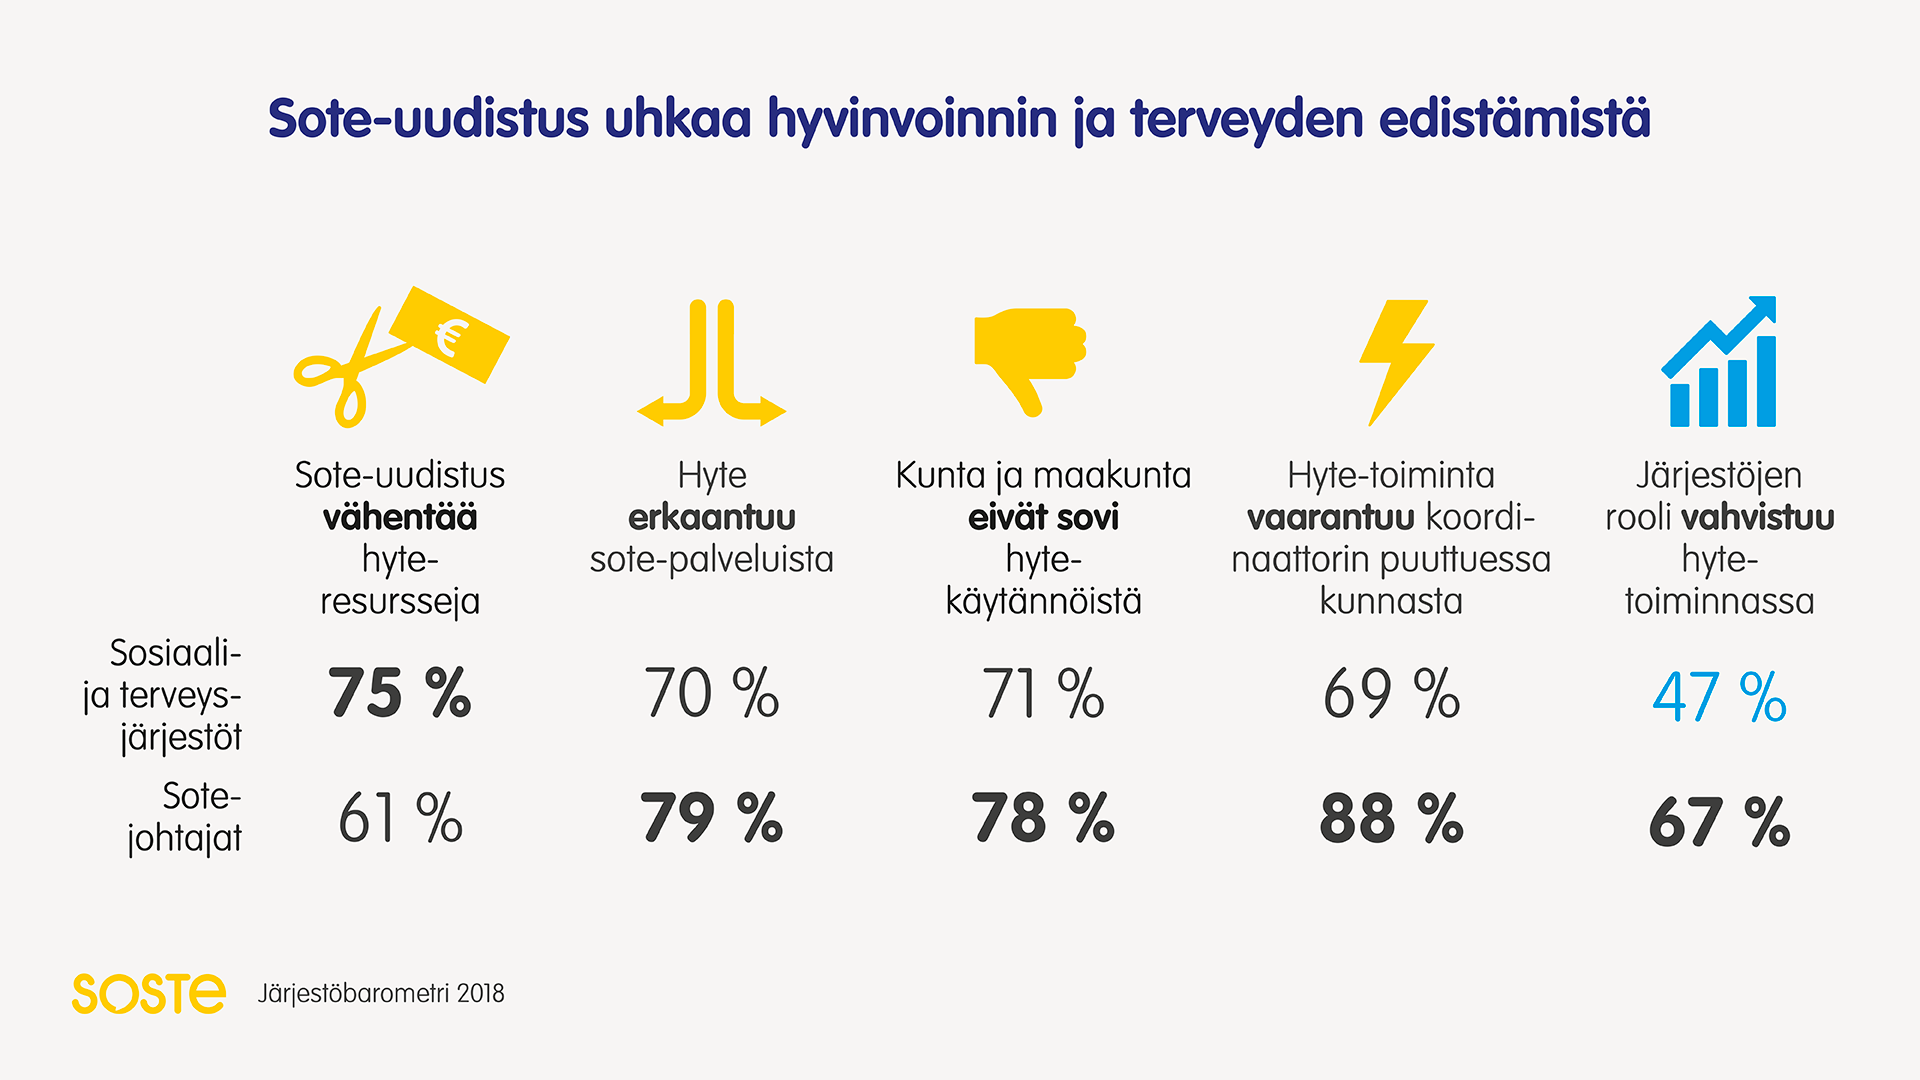 Sote-uudistus uhkaa hyvinvoinnin ja terveyden edistämistä
€
Sote-uudistus
vähentää
hyte-
resursseja
Hyte
erkaantuu
sote-palveluista
Kunta ja maakunta
eivät sovi
hyte-
käytännöistä
Hyte-toiminta
vaarantuu koordi-
naattorin puuttuessa
kunnasta
Järjestöjen
rooli vahvistuu
hyte-
toiminnassa
Sosiaali-
ja terveys-
järjestöt
75 %
70 %
71 %
69 %
47 %
Sote-
johtajat
61 %
79 %
78 %
88 %
67 %
SOSTE
Järjestöbarometri 2018